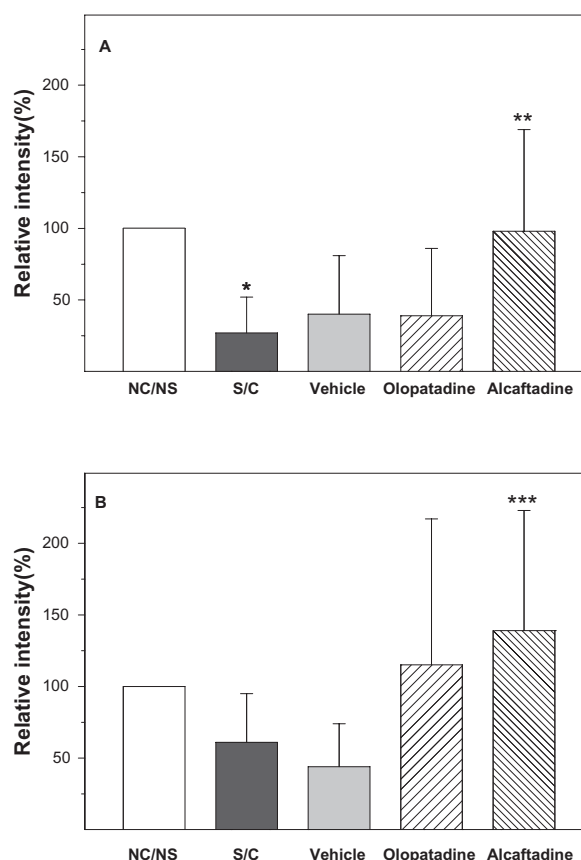 A
Relative intensity(%)
200
150
100
50
*
**
NC/NS S/C Vehicle Olopatadine Alcaftadine
B
Relative intensity(%)
200
150
100
50
***
NC/NS S/C Vehicle Olopatadine Alcaftadine